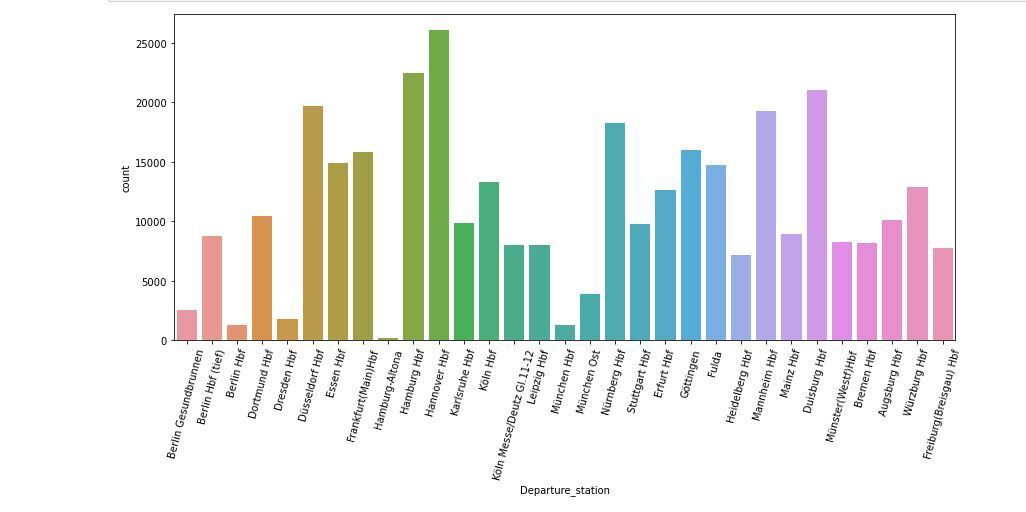 25000
20000
15000
10000
5000
0
count
Berlin Gesundbrunnen
Berlin Hbf (tief)
Berlin Hbf
Dortmund Hbf
Dresden Hbf
Düsseldorf Hbf
Essen Hbf
Frankfurt(Main)Hbf
Hamburg-Altona
Hamburg Hbf
Hannover Hbf
Karlsruhe Hbf
Köln Hbf
Köln Messe/Deutz Gl.11-12
Leipzig Hbf
München Hbf
München Ost
Nürnberg Hbf
Stuttgart Hbf
Erfurt Hbf
Göttingen
Fulda
Heidelberg Hbf
Mannheim Hbf
Mainz Hbf
Duisburg Hbf
Münster(Westf)Hbf
Bremen Hbf
Augsburg Hbf
Würzburg Hbf
Freiburg(Breisgau) Hbf
Departure_station